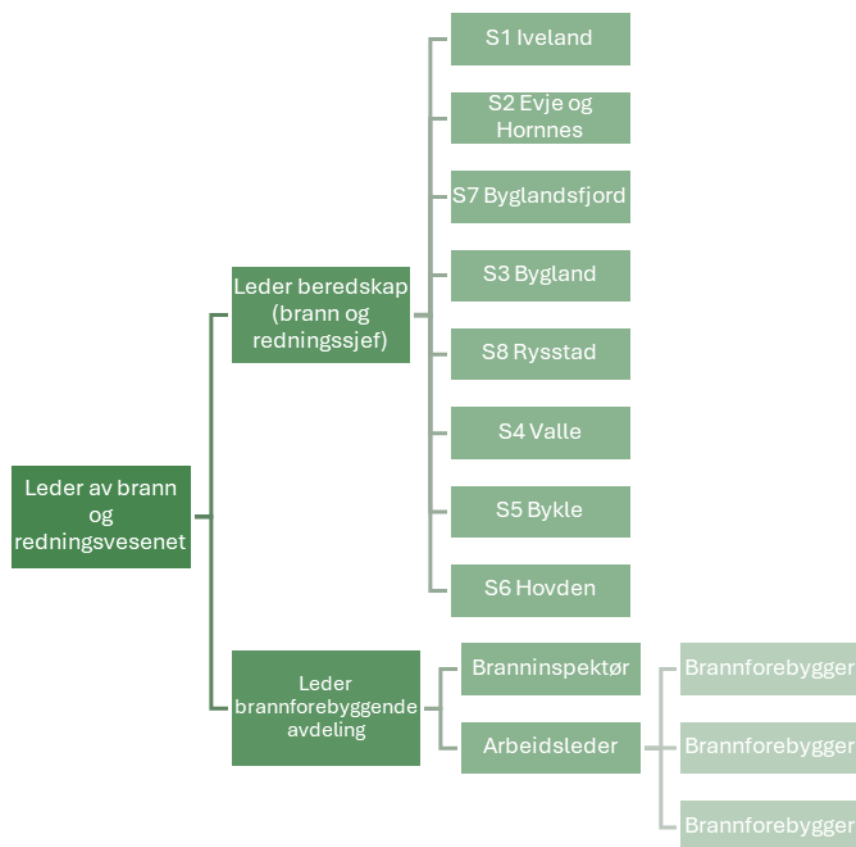 S1 Iveland
S2 Evje og
Hornnes
S7 Byglandsfjord
S3 Bygland
S8 Rysstad
S4 Valle
S5 Bykle
S6 Hovden
Leder beredskap
(brann og
redningssjef)
Leder av brann
og
redningsvesenet
Leder
brannforebyggende
avdeling
Branninspektør
Arbeidsleder
Brannforebygger
Brannforebygger
Brannforebygger